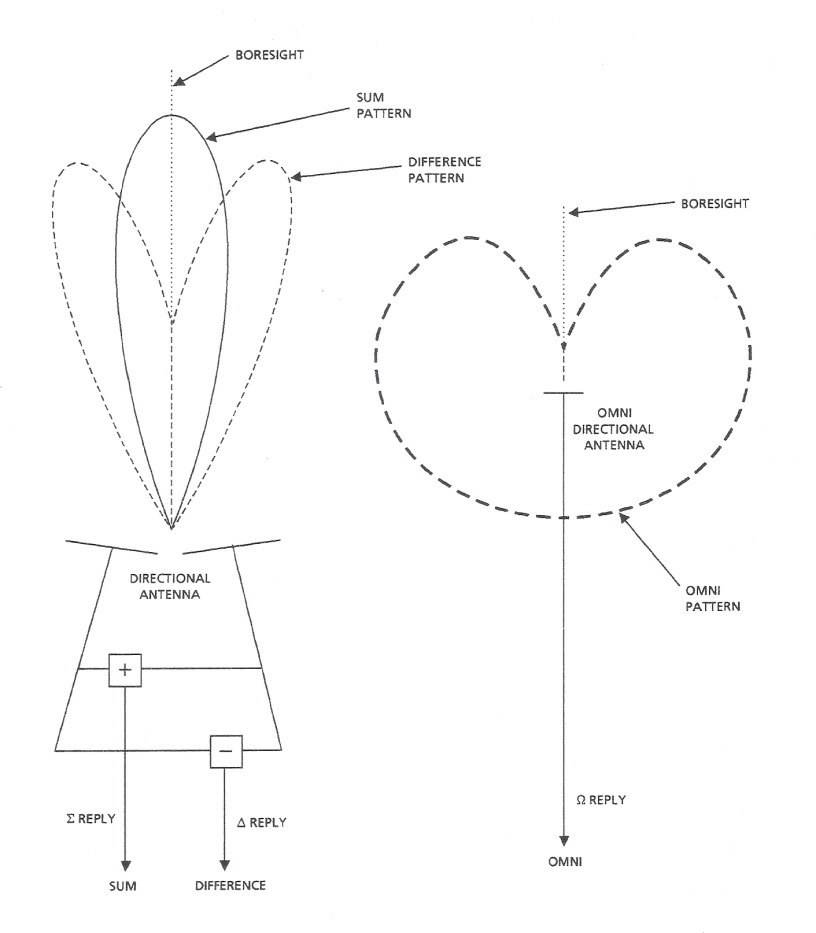 BORESIGHT
SUM
PATTERN
DIFFERENCE
PATTERN
DIRECTIONAL
ANTENNA
+
−
Σ REPLY
Δ REPLY
SUM
DIFFERENCE
BORESIGHT
OMNI
DIRECTIONAL
ANTENNA
OMNI
PATTERN
Ω REPLY
OMNI